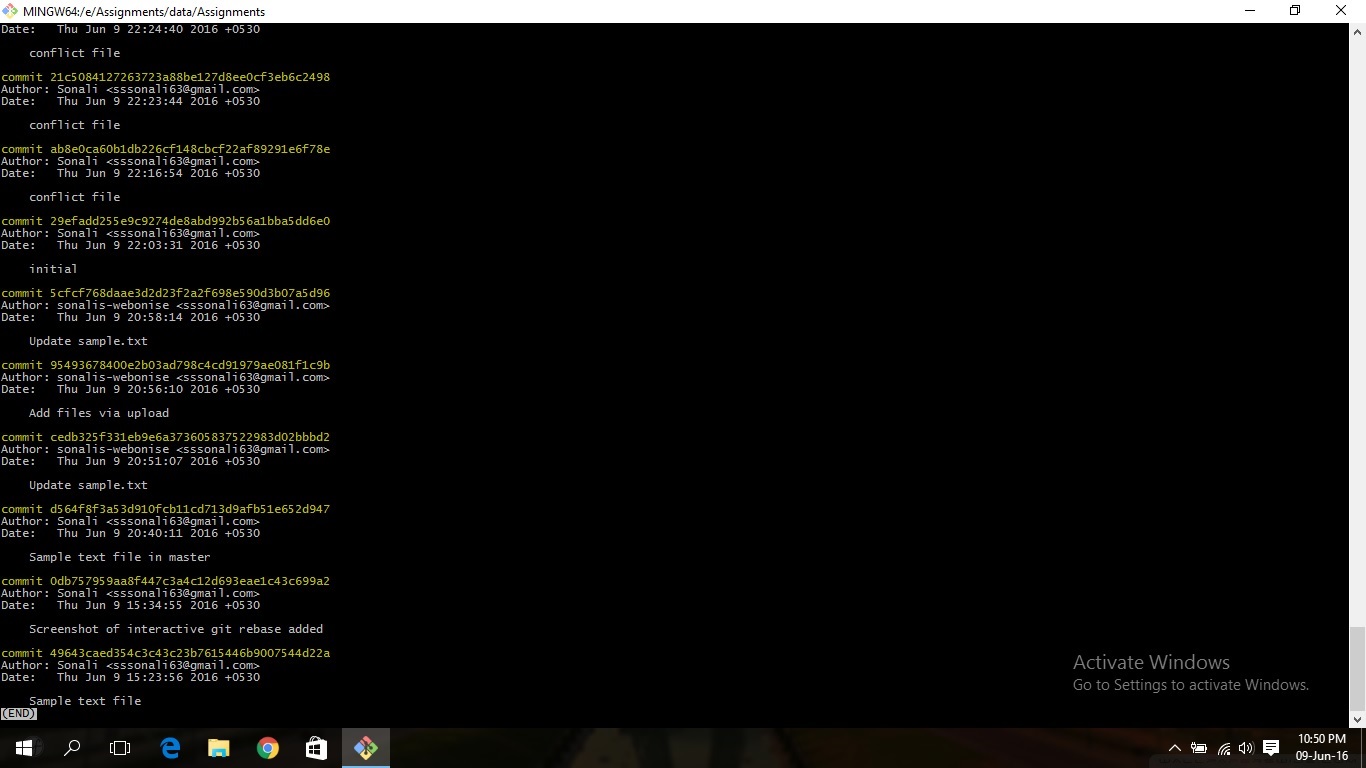 MINGW64:/e/Assignments/data/Assignments
Date:   Thu Jun 9 22:24:40 2016 +0530
    conflict file
commit 21c5084127263723a88be127d8ee0cf3eb6c2498
Author: Sonali <sssonali63@gmail.com>
Date:   Thu Jun 9 22:23:44 2016 +0530
    conflict file
commit ab8e0ca60b1db226cf148cbcf22af89291e6f78e
Author: Sonali <sssonali63@gmail.com>
Date:   Thu Jun 9 22:16:54 2016 +0530
    conflict file
commit 29efadd255e9c9274de8abd992b56a1bba5dd6e0
Author: Sonali <sssonali63@gmail.com>
Date:   Thu Jun 9 22:03:31 2016 +0530
    initial
commit 5cfcf768daae3d2d23f2a2f698e590d3b07a5d96
Author: sonalis-webonise <sssonali63@gmail.com>
Date:   Thu Jun 9 20:58:14 2016 +0530
    Update sample.txt
commit 95493678400e2b03ad798c4cd91979ae081f1c9b
Author: sonalis-webonise <sssonali63@gmail.com>
Date:   Thu Jun 9 20:56:10 2016 +0530
    Add files via upload
commit cedb325f331eb9e6a373605837522983d02bbbd2
Author: sonalis-webonise <sssonali63@gmail.com>
Date:   Thu Jun 9 20:51:07 2016 +0530
    Update sample.txt
commit d564f8f3a53d910fcb11cd713d9afb51e652d947
Author: Sonali <sssonali63@gmail.com>
Date:   Thu Jun 9 20:40:11 2016 +0530
    Sample text file in master
commit 0db757959aa8f447c3a4c12d693eae1c43c699a2
Author: Sonali <sssonali63@gmail.com>
Date:   Thu Jun 9 15:34:55 2016 +0530
    Screenshot of interactive git rebase added
commit 49643caed354c3c43c23b7615446b9007544d22a
Author: Sonali <sssonali63@gmail.com>
Date:   Thu Jun 9 15:23:56 2016 +0530
    Sample text file
(END)
Activate Windows
Go to Settings to activate Windows.
10:50 PM
09-Jun-16